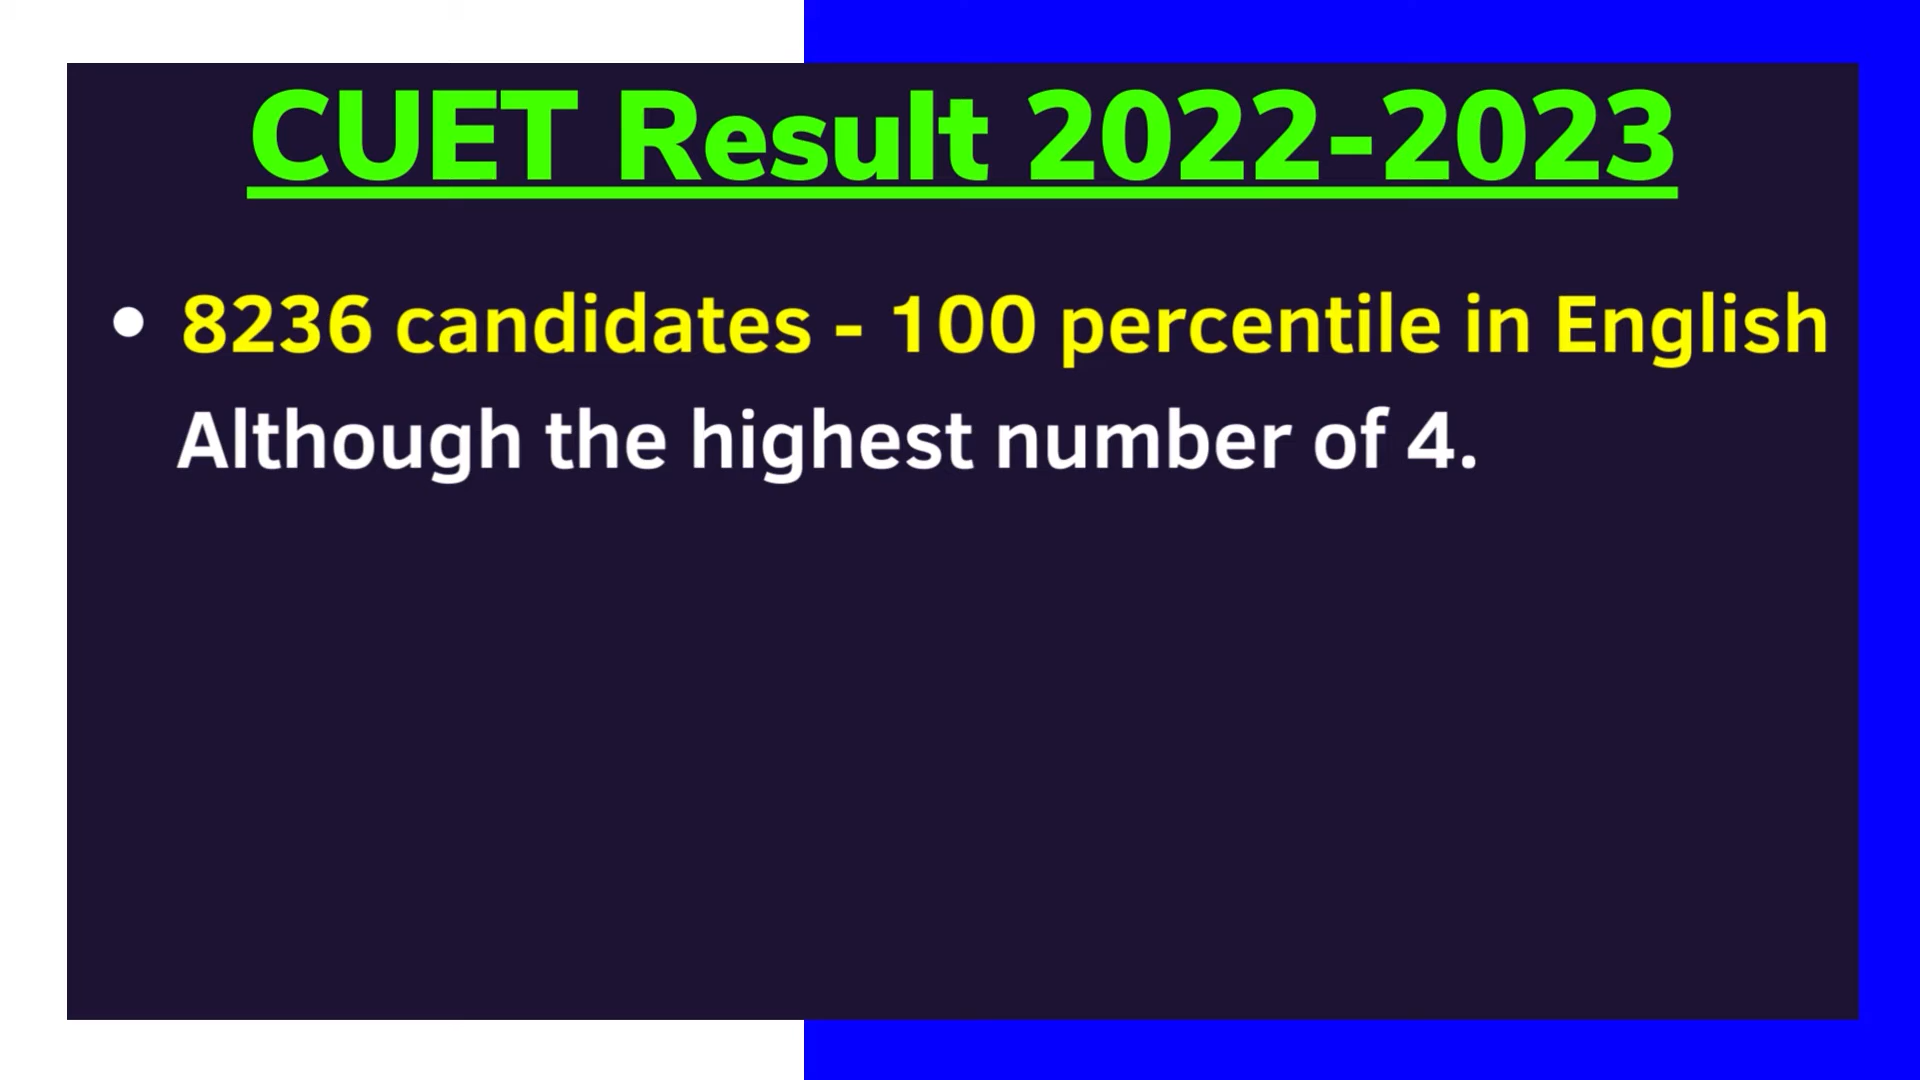 CUET Result 2022-2023
• 8236 candidates - 100 percentile in English
Although the highest number of 4.